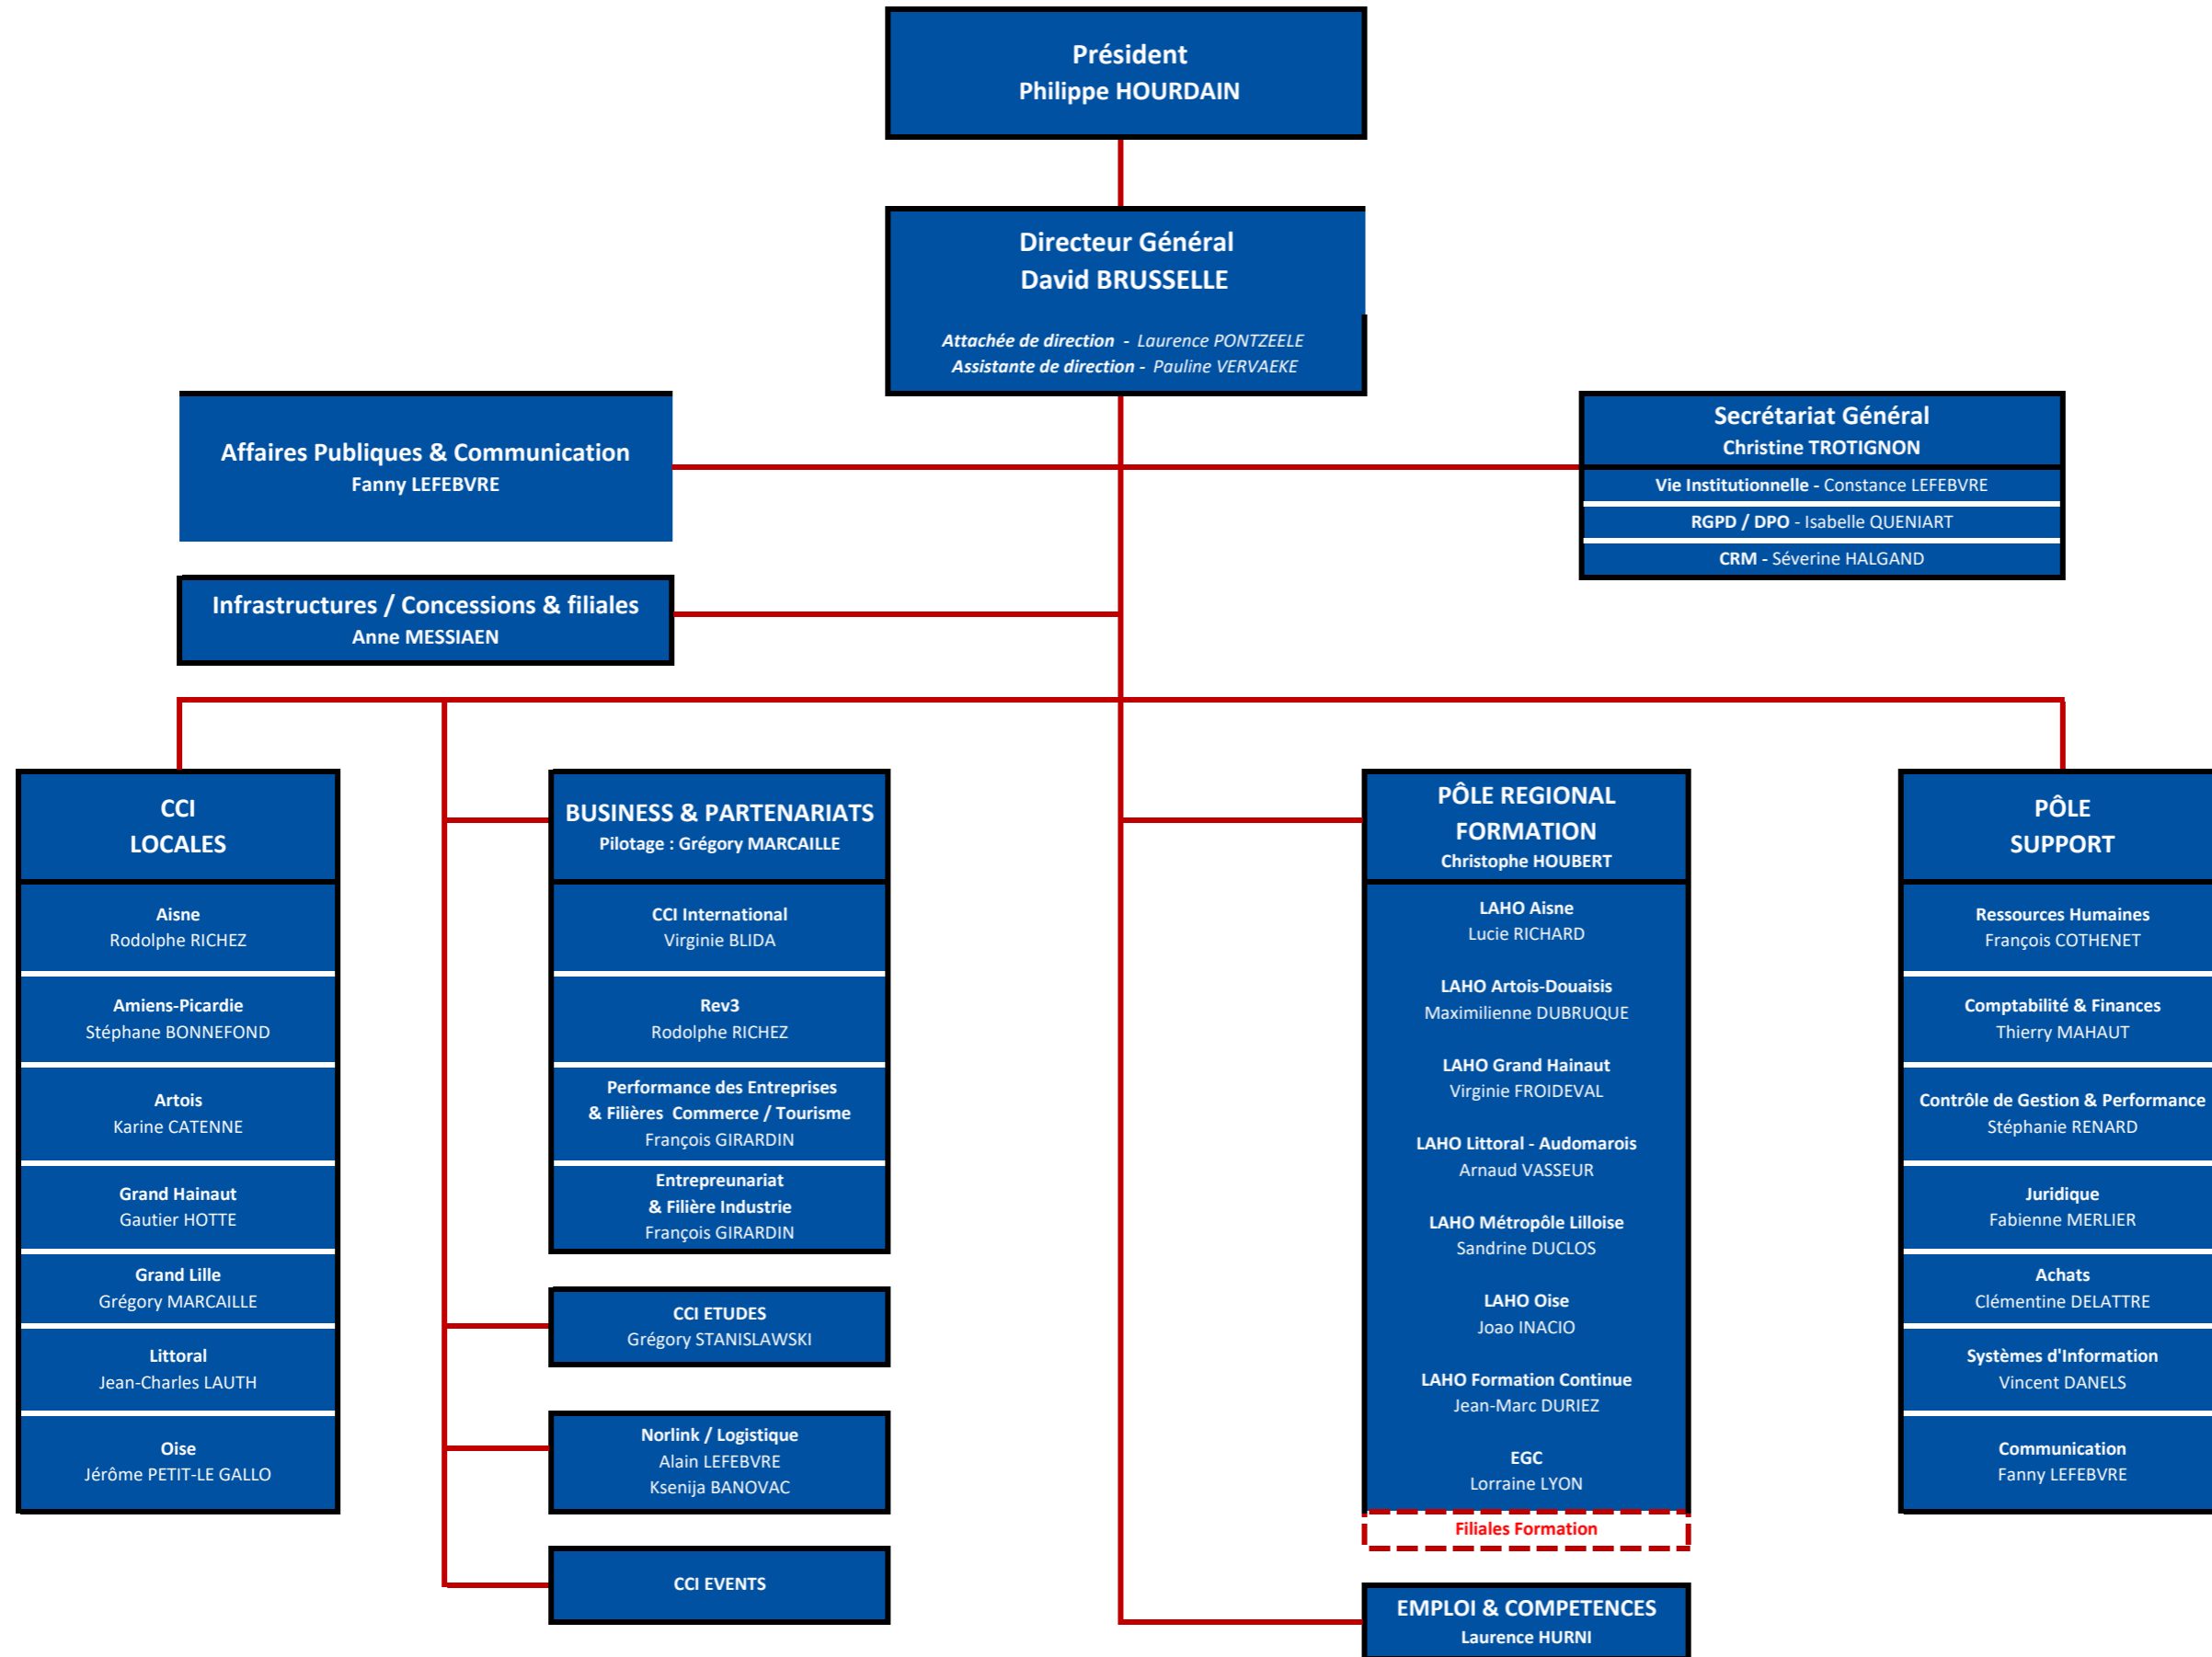 Président
Philippe HOURDAIN
Directeur Général
David BRUSSELLE
Attachée de direction - Laurence PONTZEELE
Assistante de direction - Pauline VERVAEKE
Affaires Publiques & Communication
Fanny LEFEBVRE
Secrétariat Général
Christine TROTIGNON
Vie Institutionnelle - Constance LEFEBVRE
RGPD / DPO - Isabelle QUENIART
CRM - Séverine HALGAND
Infrastructures / Concessions & filiales
Anne MESSIAEN
CCI
LOCALES
Aisne
Rodolphe RICHEZ
Amiens-Picardie
Stéphane BONNEFOND
Artois
Karine CATENNE
Grand Hainaut
Gautier HOTTE
Grand Lille
Grégory MARCAILLE
Littoral
Jean-Charles LAUTH
Oise
Jérôme PETIT-LE GALLO
BUSINESS & PARTENARIATS
Pilotage : Grégory MARCAILLE
CCI International
Virginie BLIDA
Rev3
Rodolphe RICHEZ
Performance des Entreprises
& Filières Commerce / Tourisme
François GIRARDIN
Entrepreunariat
& Filière Industrie
François GIRARDIN
CCI ETUDES
Grégory STANISLAWSKI
Norlink / Logistique
Alain LEFEBVRE
Ksenija BANOVAC
CCI EVENTS
PÔLE REGIONAL
FORMATION
Christophe HOUBERT
LAHO Aisne
Lucie RICHARD
LAHO Artois-Douaisis
Maximilienne DUBRUQUE
LAHO Grand Hainaut
Virginie FROIDEVAL
LAHO Littoral - Audomarois
Arnaud VASSEUR
LAHO Métropôle Lilloise
Sandrine DUCLOS
LAHO Oise
Joao INACIO
LAHO Formation Continue
Jean-Marc DURIEZ
EGC
Lorraine LYON
Filiales Formation
EMPLOI & COMPETENCES
Laurence HURNI
PÔLE
SUPPORT
Ressources Humaines
François COTHENET
Comptabilité & Finances
Thierry MAHAUT
Contrôle de Gestion & Performance
Stéphanie RENARD
Juridique
Fabienne MERLIER
Achats
Clémentine DELATTRE
Systèmes d'Information
Vincent DANELS
Communication
Fanny LEFEBVRE